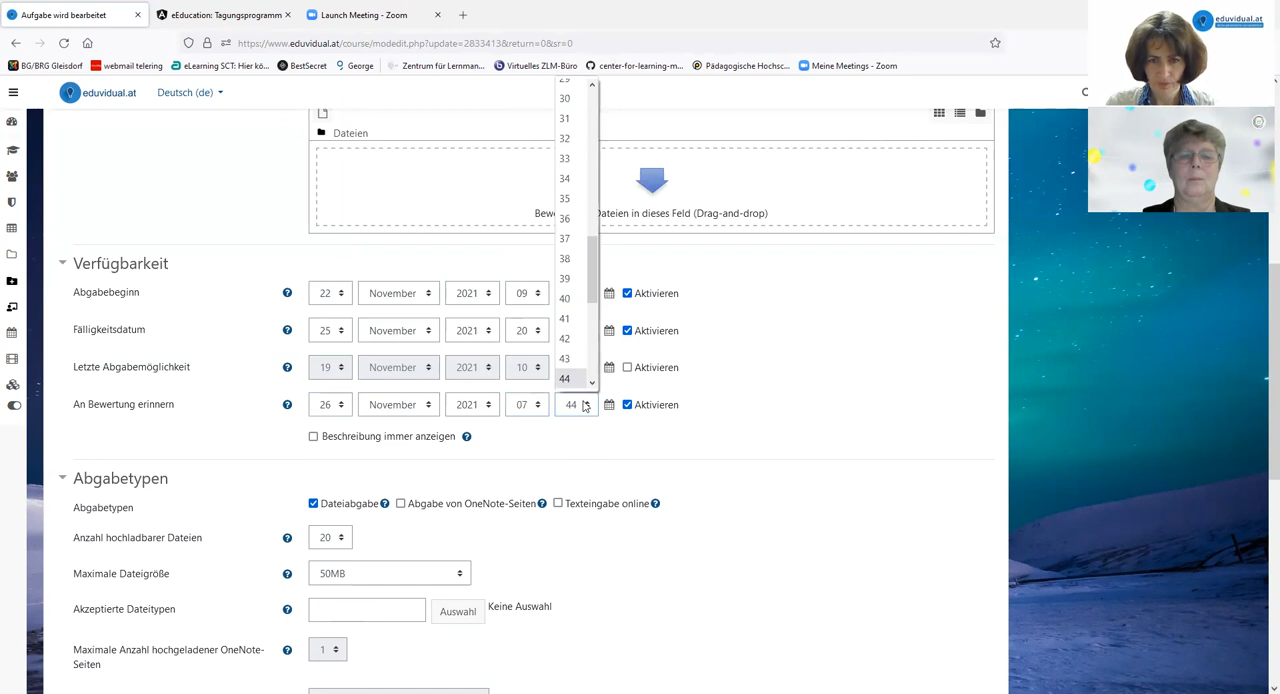 Aufgabe wird bearbeitet
eEducation: Tagungsprogramm
Launch Meeting - Zoom
https://www.eduvidual.at/course/modedit.php?update=2833413&return=0&sr=0
BG/BRG Gleisdorf
webmail telering
eLearning SCT: Hier kö...
BestSecret
George
Zentrum für Lernman...
Virtuelles ZLM-Büro
center-for-learning-m...
Pädagogische Hochsc...
Meine Meetings - Zoom
eduvidual.at
eduvidual.at
Deutsch (de)
Dateien
Dateien in dieses Feld (Drag-and-drop)
29
30
31
32
33
34
35
36
37
38
39
40
41
42
43
44
Verfügbarkeit
Abgabebeginn 22 November 2021 09 Aktivieren
Fälligkeitsdatum 25 November 2021 20 Aktivieren
Letzte Abgabemöglichkeit 19 November 2021 10 Aktivieren
An Bewertung erinnern 26 November 2021 07 44 Aktivieren
Beschreibung immer anzeigen
Abgabetypen
Abgabetypen Dateiabgabe Abgabe von OneNote-Seiten Texteingabe online
Anzahl hochladbarer Dateien 20
Maximale Dateigröße 50MB
Akzeptierte Dateitypen Auswahl Keine Auswahl
Maximale Anzahl hochgeladener OneNote-
Seiten 1